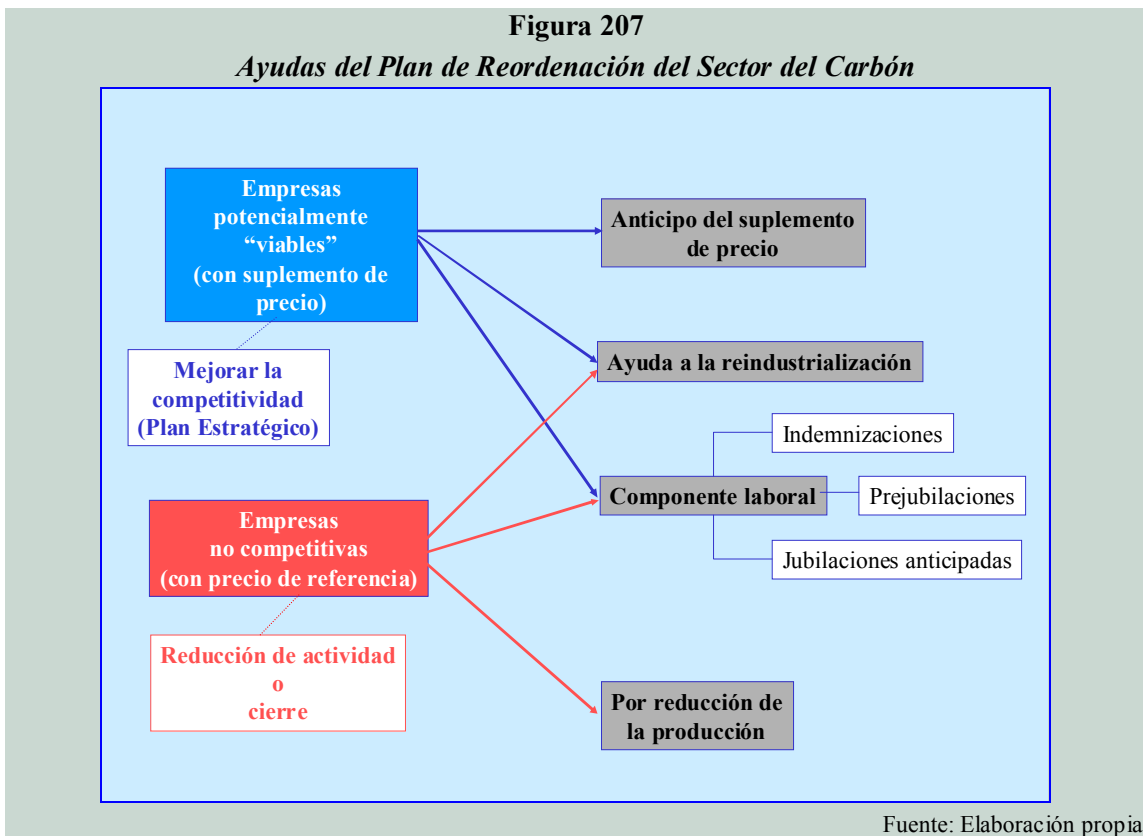 Figura 207
Ayudas del Plan de Reordenación del Sector del Carbón
Empresas
potencialmente
“viables”
(con suplemento de
precio)
Mejorar la
competitividad
(Plan Estratégico)
Empresas
no competitivas
(con precio de referencia)
Reducción de actividad
o
cierre
Anticipo del suplemento
de precio
Ayuda a la reindustrialización
Componente laboral
Indemnizaciones
Prejubilaciones
Jubilaciones anticipadas
Por reducción de
la producción
Fuente: Elaboración propia